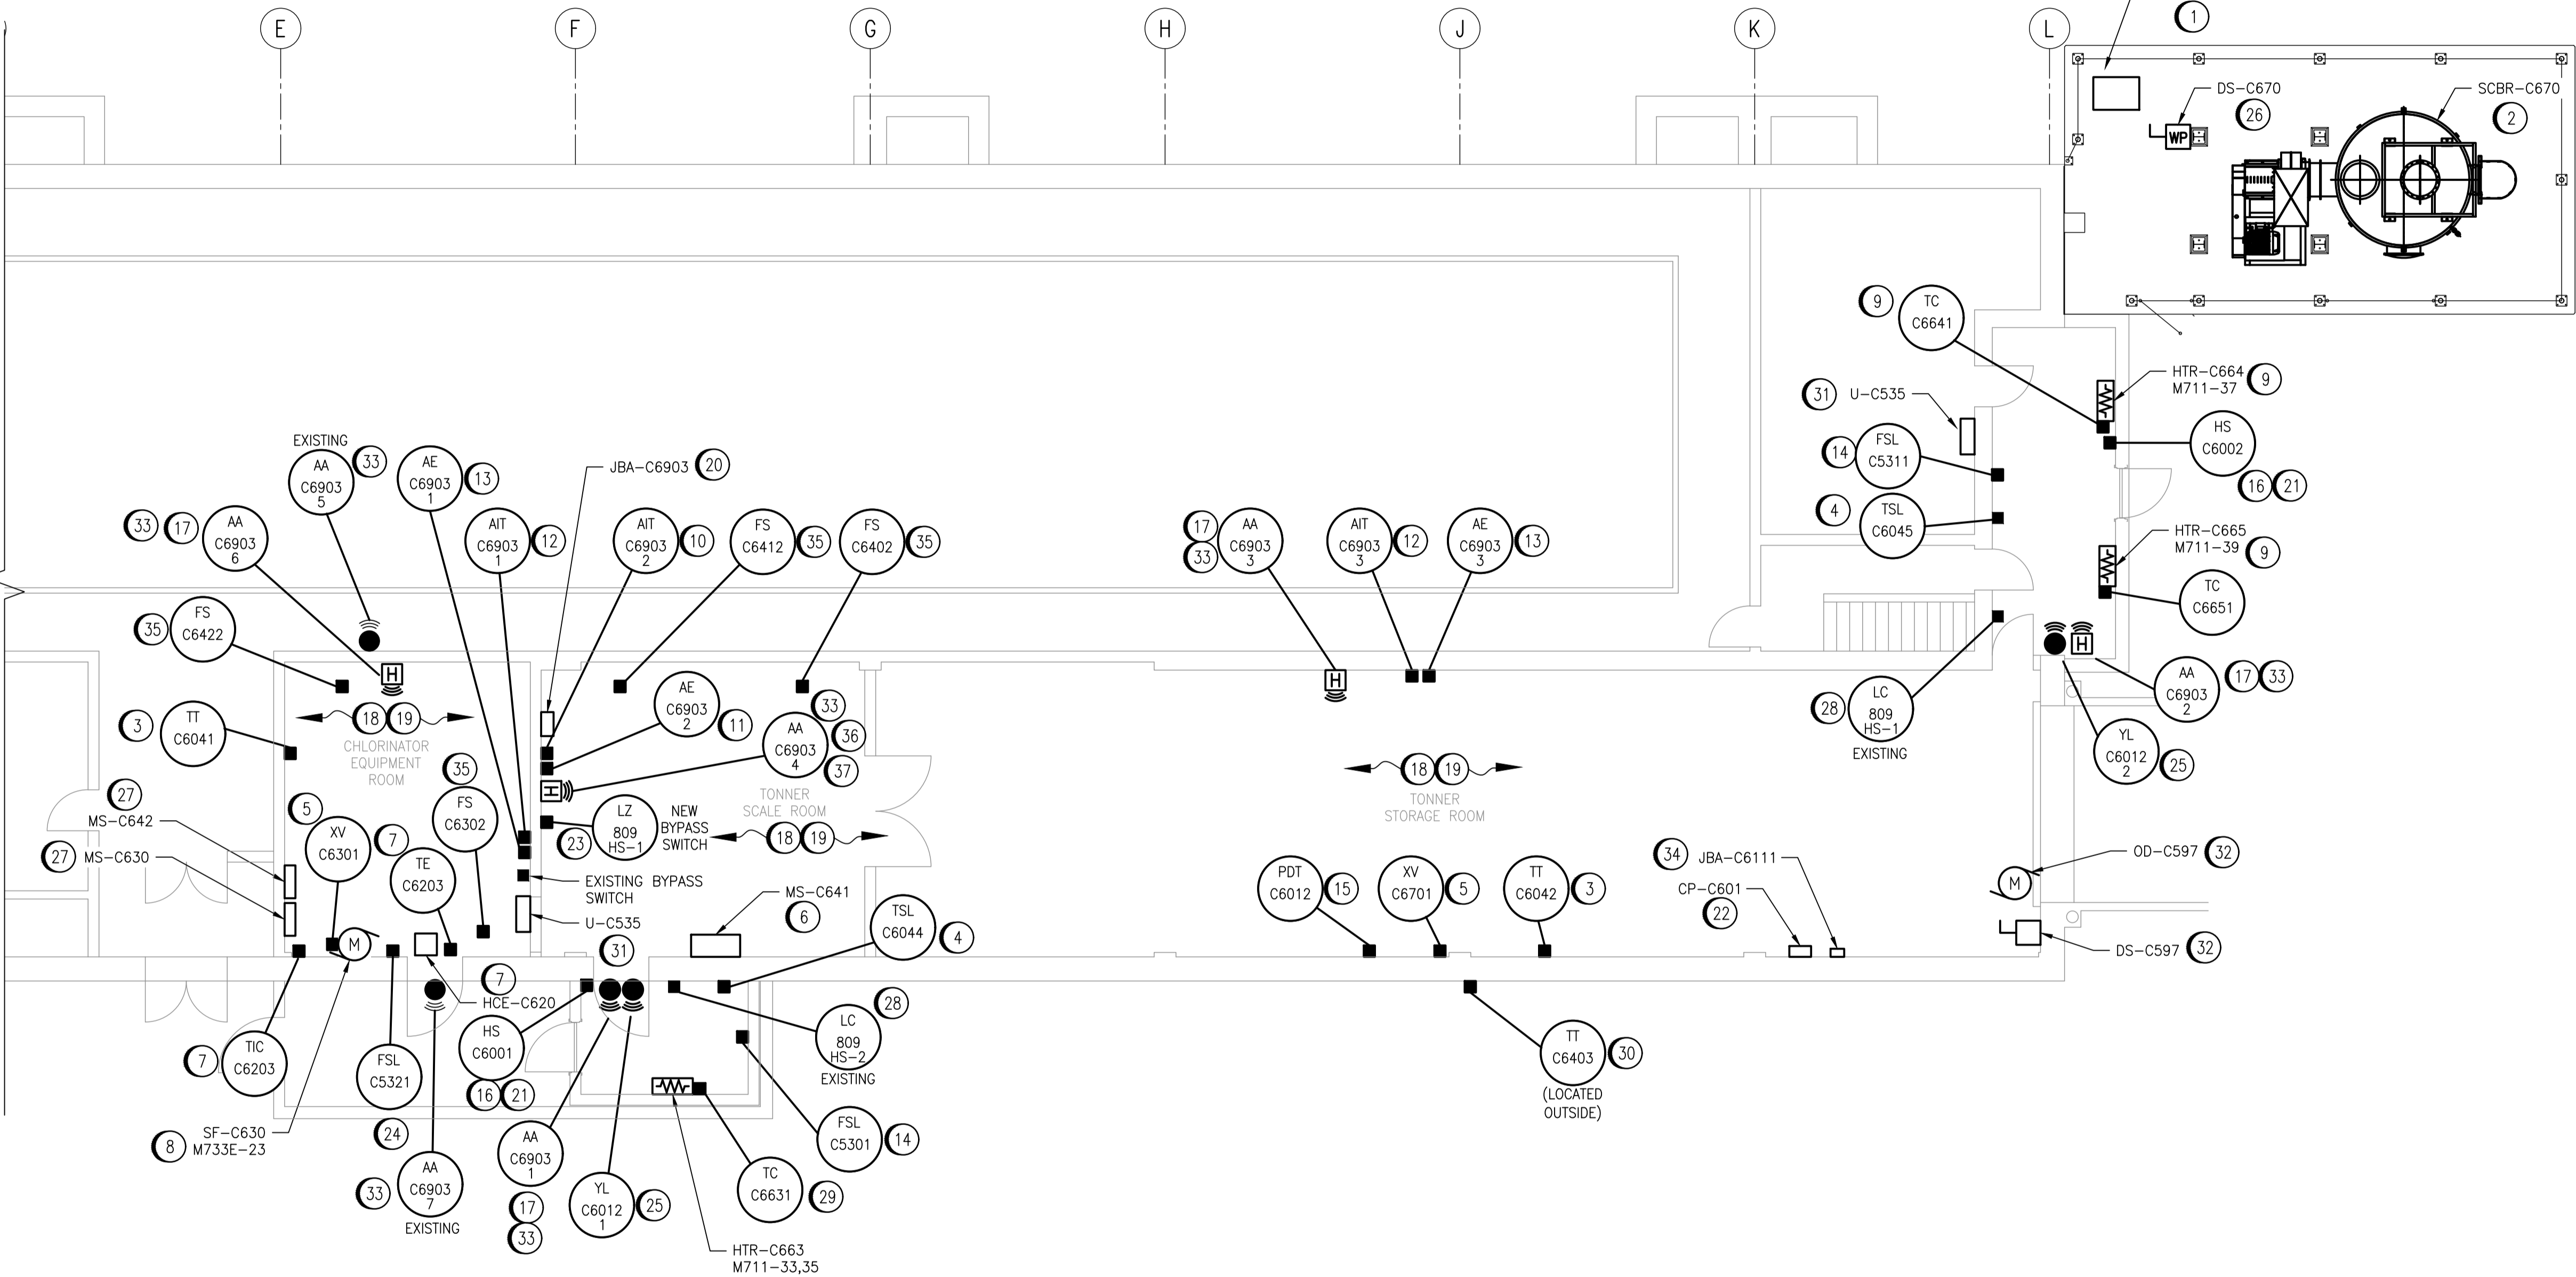 E
F
G
H
J
K
L
1
DS-C670
26
WP
SCBR-C670
2
9
TC
C6641
HTR-C664
M711-37
9
31
U-C535
HS
C6002
16
21
14
FSL
C5311
4
TSL
C6045
HTR-C665
M711-39
9
TC
C6651
EXISTING
AA
C6903
5
33
AE
C6903
1
13
JBA-C6903
20
33
17
AA
C6903
6
AIT
C6903
1
12
AIT
C6903
2
10
FS
C6412
35
FS
C6402
35
17
33
AA
C6903
3
AIT
C6903
3
12
AE
C6903
3
13
35
FS
C6422
H
H
H
AA
C6903
2
17
33
28
LC
809
HS-1
EXISTING
YL
C6012
2
25
3
TT
C6041
18
19
CHLORINATOR
EQUIPMENT
ROOM
AE
C6903
2
11
33
AA
C6903
4
36
37
H
TONNER
SCALE ROOM
18
19
18
19
TONNER
STORAGE ROOM
27
MS-C642
27
MS-C630
5
XV
C6301
7
TE
C6203
35
FS
C6302
23
LZ
809
HS-1
NEW
BYPASS
SWITCH
EXISTING BYPASS
SWITCH
U-C535
31
MS-C641
6
TSL
C6044
4
PDT
C6012
15
XV
C6701
5
TT
C6042
3
34
JBA-C6111
CP-C601
22
M
OD-C597
32
DS-C597
32
M
7
HCE-C620
7
TIC
C6203
FSL
C5321
24
HS
C6001
16
21
28
LC
809
HS-2
EXISTING
TT
C6403
30
(LOCATED
OUTSIDE)
8
SF-C630
M733E-23
33
AA
C6903
7
EXISTING
AA
C6903
1
17
33
YL
C6012
1
25
TC
C6631
29
FSL
C5301
14
HTR-C663
M711-33,35